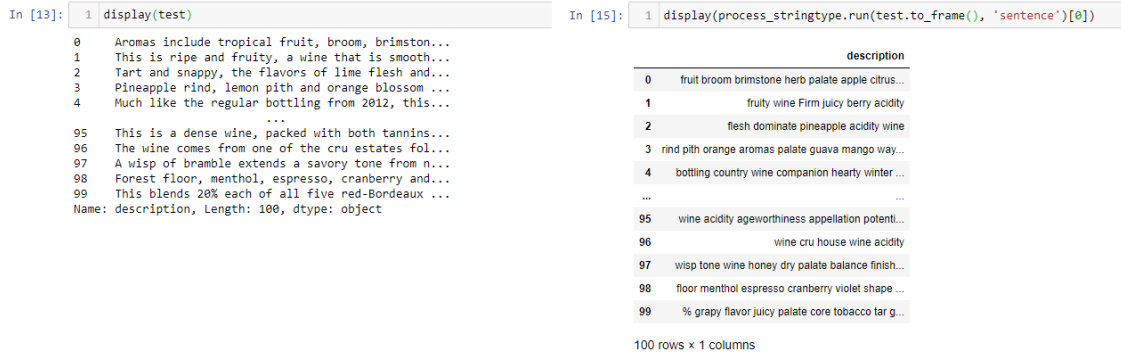 In [13]: 1 display(test)
0 Aromas include tropical fruit, broom, brimston...
1 This is ripe and fruity, a wine that is smooth...
2 Tart and snappy, the flavors of lime flesh and...
3 Pineapple rind, lemon pith and orange blossom ...
4 Much like the regular bottling from 2012, this...
...
95 This is a dense wine, packed with both tannins...
96 The wine comes from one of the cru estates fol...
97 A wisp of bramble extends a savory tone from n...
98 Forest floor, menthol, espresso, cranberry and...
99 This blends 20% each of all five red-Bordeaux ...
Name: description, Length: 100, dtype: object
In [15]: 1 display(process_stringtype.run(test.to_frame(), 'sentence')[0])
description
0 fruit broom brimstone herb palate apple citrus...
1 fruity wine Firm juicy berry acidity
2 flesh dominate pineapple acidity wine
3 rind pith orange aromas palate guava mango way...
4 bottling country wine companion hearty winter ...
... ...
95 wine acidity ageworthiness appellation potenti...
96 wine cru house wine acidity
97 wisp tone wine honey dry palate balance finish...
98 floor menthol espresso cranberry violet shape ...
99 % grapy flavor juicy palate core tobacco tar g...
100 rows × 1 columns